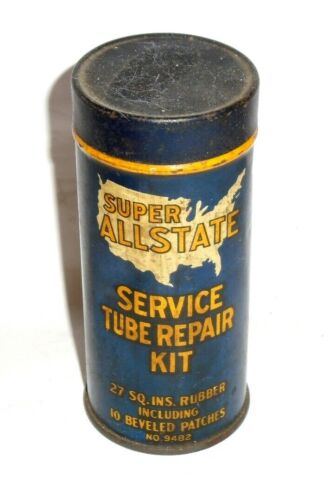 SUPER
ALLSTATE
SERVICE
TUBE REPAIR
KIT
27 SQ. INS. RUBBER
INCLUDING
10 BEVELED PATCHES
NO. 9482